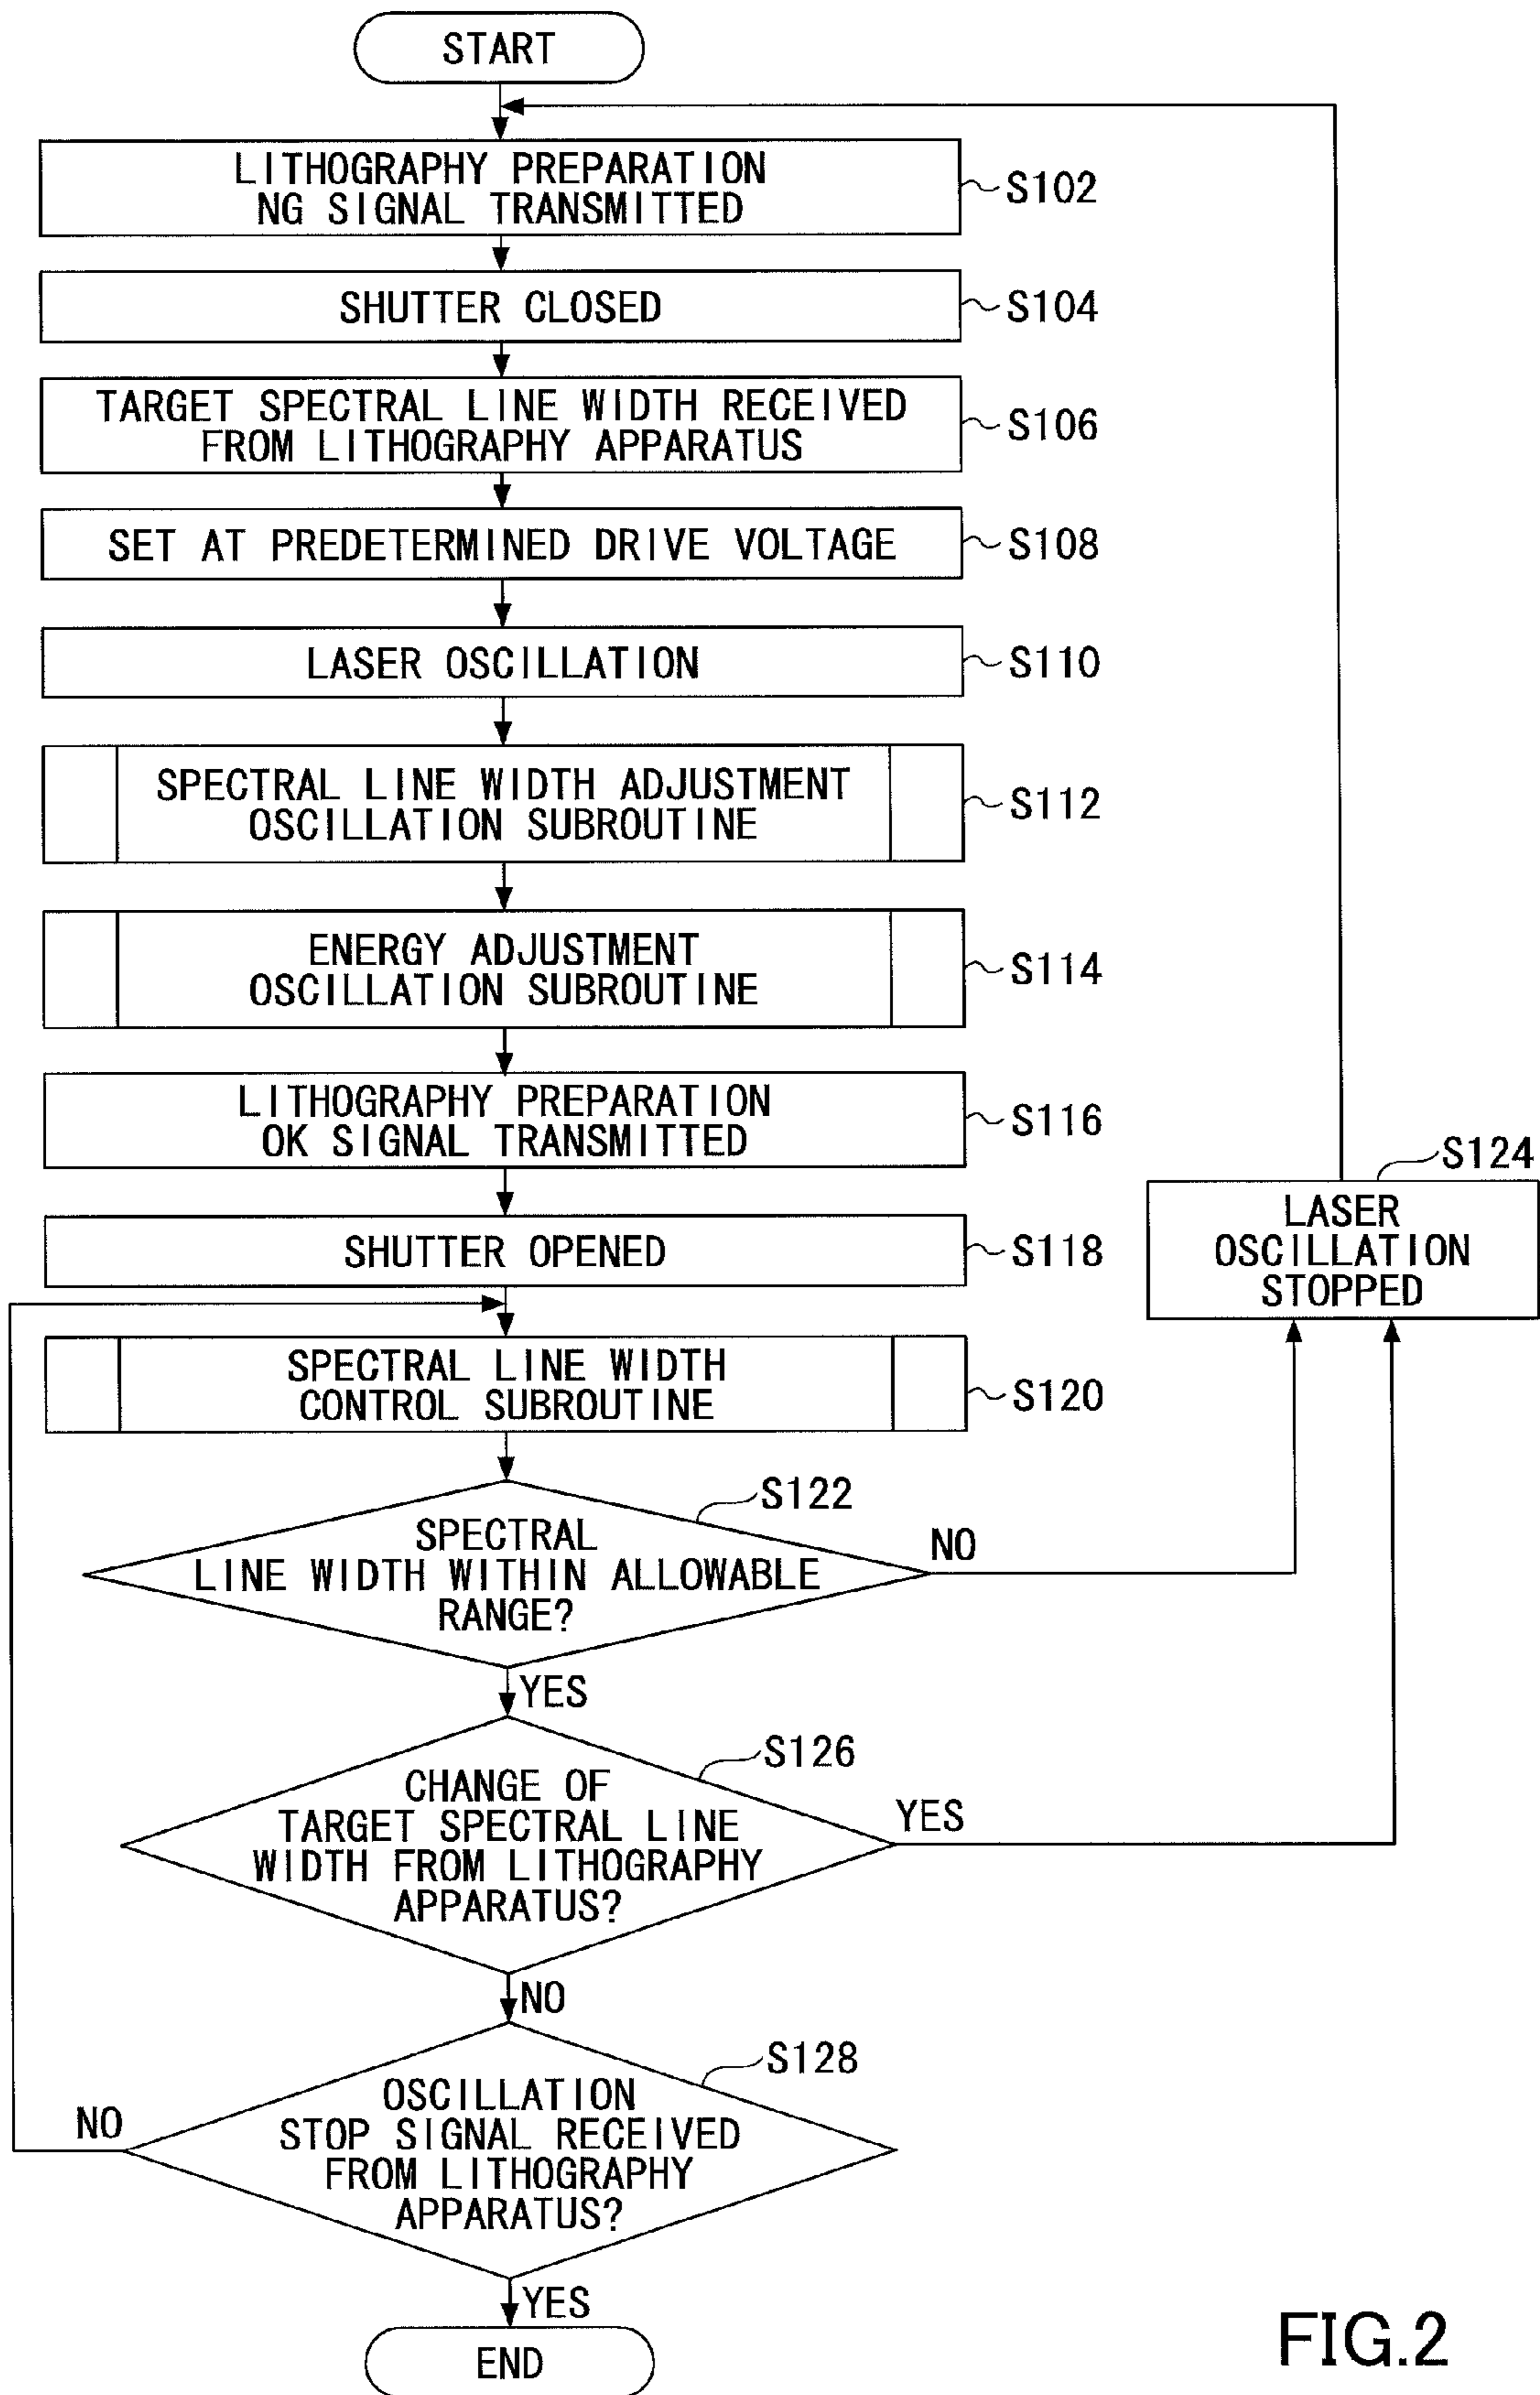 START
LITHOGRAPHY PREPARATION
NG SIGNAL TRANSMITTED
S102
SHUTTER CLOSED
S104
TARGET SPECTRAL LINE WIDTH RECEIVED
FROM LITHOGRAPHY APPARATUS
S106
SET AT PREDETERMINED DRIVE VOLTAGE
S108
LASER OSCILLATION
S110
SPECTRAL LINE WIDTH ADJUSTMENT
OSCILLATION SUBROUTINE
S112
ENERGY ADJUSTMENT
OSCILLATION SUBROUTINE
S114
LITHOGRAPHY PREPARATION
OK SIGNAL TRANSMITTED
S116
S124
LASER
OSCILLATION
STOPPED
SHUTTER OPENED
S118
SPECTRAL LINE WIDTH
CONTROL SUBROUTINE
S120
S122
SPECTRAL
LINE WIDTH WITHIN ALLOWABLE
RANGE?
NO
YES
S126
CHANGE OF
TARGET SPECTRAL LINE
WIDTH FROM LITHOGRAPHY
APPARATUS?
YES
NO
S128
OSCILLATION
STOP SIGNAL RECEIVED
FROM LITHOGRAPHY
APPARATUS?
NO
YES
END
FIG.2